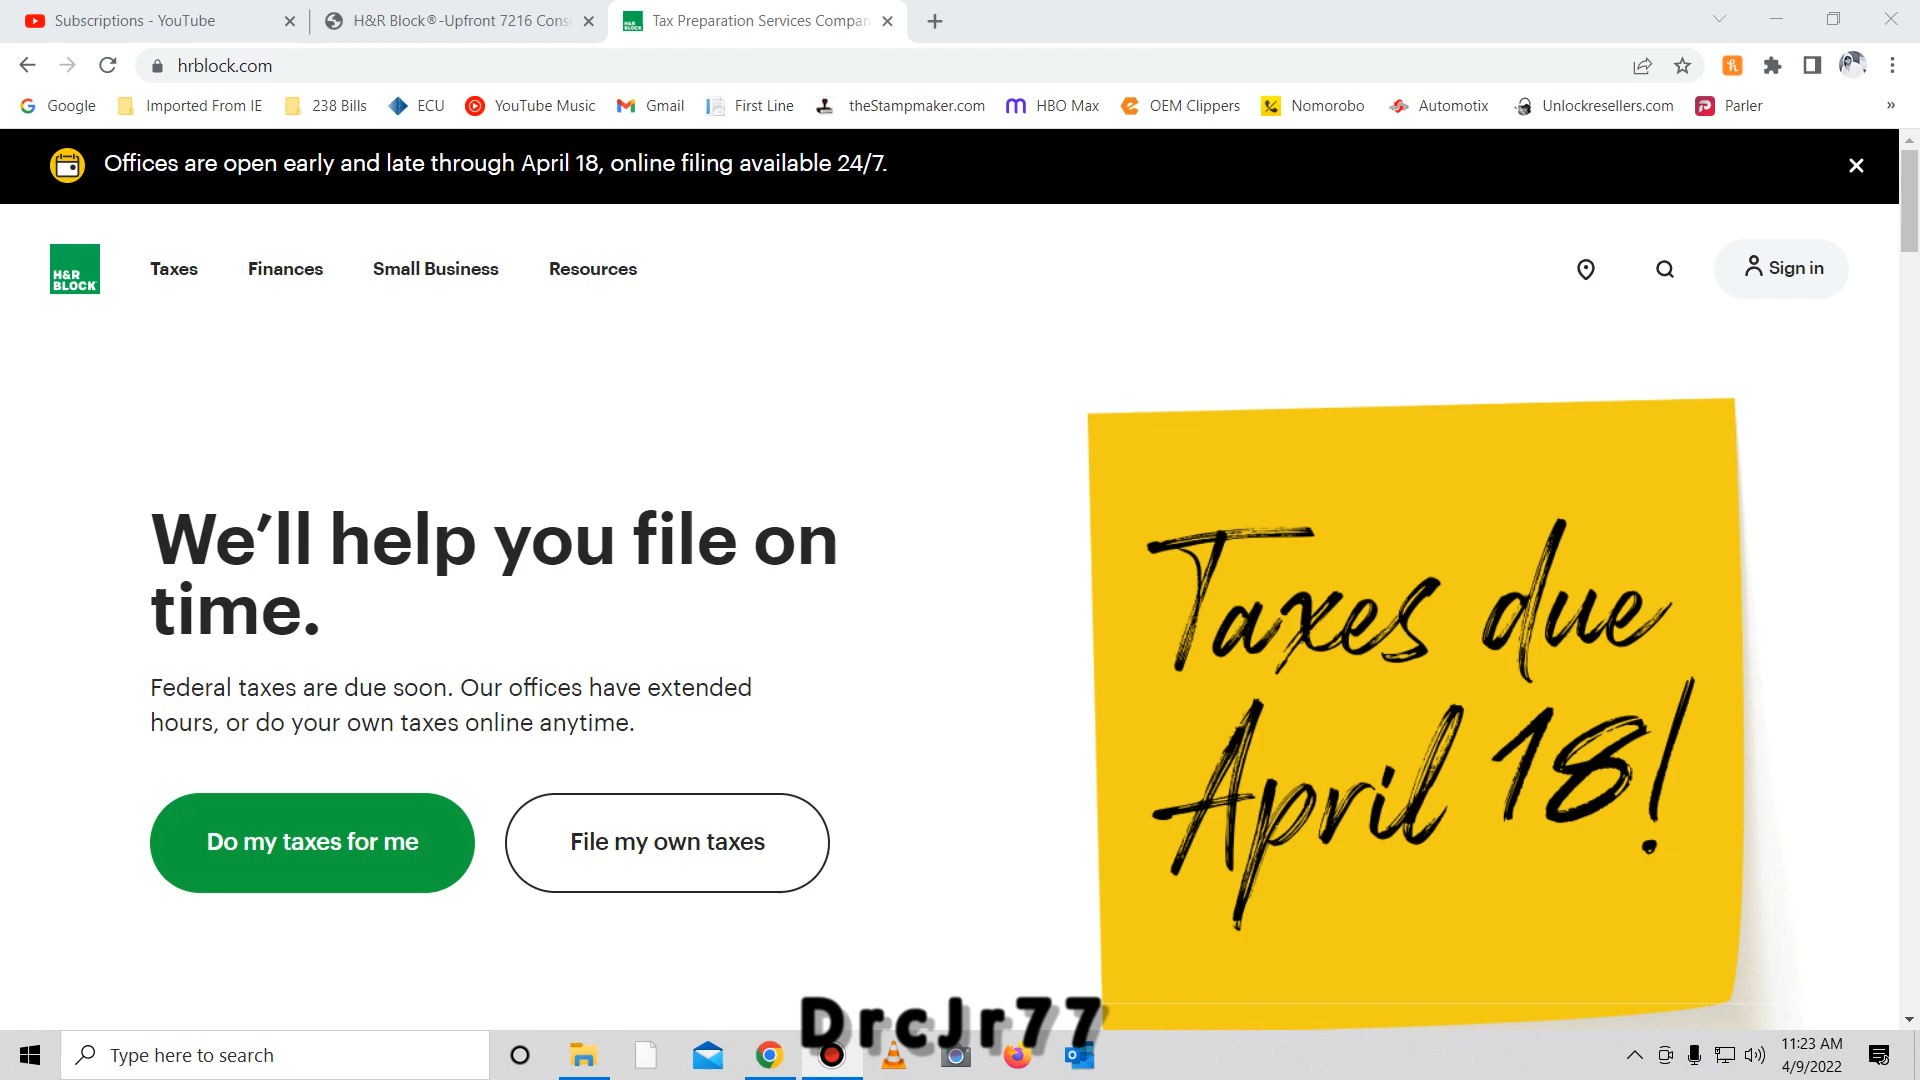 Subscriptions - YouTube
H&R Block®-Upfront 7216 Cons
Tax Preparation Services Compan
hrblock.com
Google
Imported From IE
238 Bills
ECU
YouTube Music
Gmail
First Line
theStampmaker.com
HBO Max
OEM Clippers
Nomorobo
Automotix
Unlockresellers.com
Parler
»
Offices are open early and late through April 18, online filing available 24/7.
H&R
BLOCK
Taxes
Finances
Small Business
Resources
Sign in
We’ll help you file on
time.
Federal taxes are due soon. Our offices have extended
hours, or do your own taxes online anytime.
Do my taxes for me
File my own taxes
Taxes due
April 18!
DrcJr77
Type here to search
11:23 AM
4/9/2022